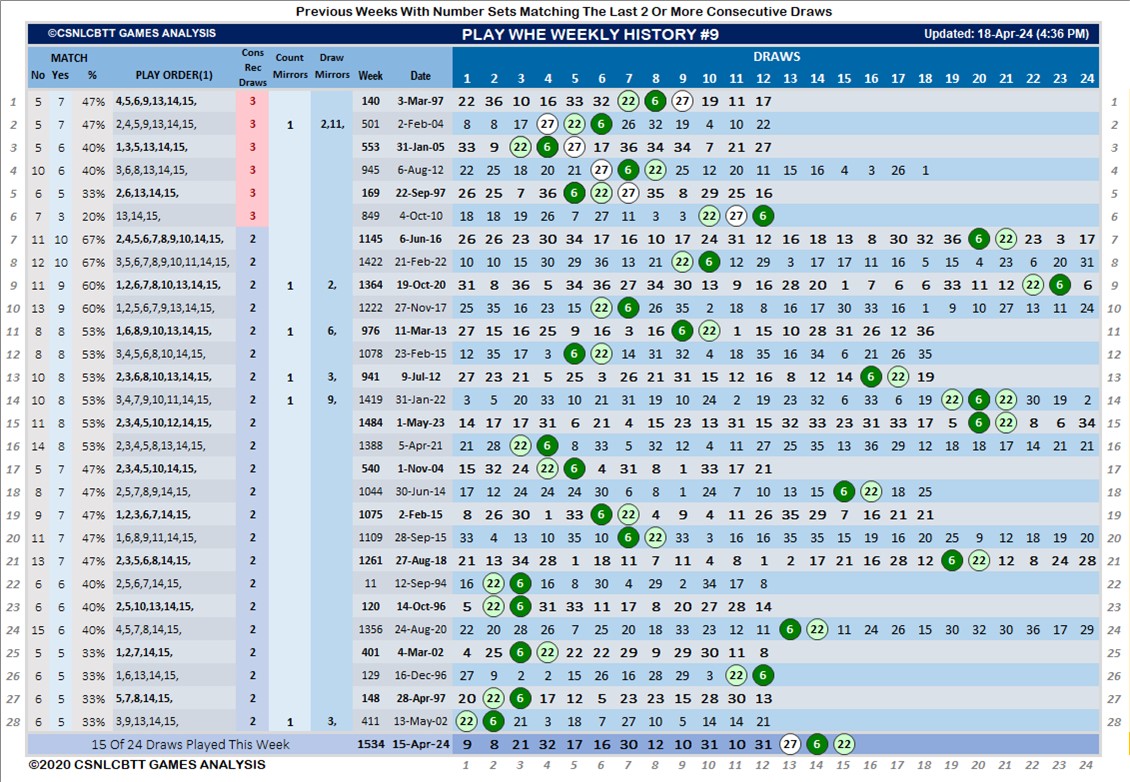 Previous Weeks With Number Sets Matching The Last 2 Or More Consecutive Draws
©CSNLCBTT GAMES ANALYSIS PLAY WHE WEEKLY HISTORY #9 Updated: 18-Apr-24 (4:36 PM)
MATCH Cons Rec Draws Count Mirrors Draw Mirrors DRAWS
No Yes % PLAY ORDER(1) Week Date 1 2 3 4 5 6 7 8 9 10 11 12 13 14 15 16 17 18 19 20 21 22 23 24
1 5 7 47% 4,5,6,9,13,14,15, 3 140 3-Mar-97 22 36 10 16 33 32 22 6 27 19 11 17 1
2 5 7 47% 2,4,5,9,13,14,15, 3 1 2,11, 501 2-Feb-04 8 8 17 27 22 6 26 32 19 4 10 22 2
3 5 6 40% 1,3,5,13,14,15, 3 553 31-Jan-05 33 9 22 6 27 17 36 34 34 7 21 27 3
4 10 6 40% 3,6,8,13,14,15, 3 945 6-Aug-12 22 25 18 20 21 27 6 22 25 12 20 11 15 16 4 3 26 1 4
5 6 5 33% 2,6,13,14,15, 3 169 22-Sep-97 26 25 7 36 6 22 27 35 8 29 25 16 5
6 7 3 20% 13,14,15, 3 849 4-Oct-10 18 18 19 26 7 27 11 3 3 22 27 6 6
7 11 10 67% 2,4,5,6,7,8,9,10,14,15, 2 1145 6-Jun-16 26 26 23 30 34 17 16 10 17 24 31 12 16 18 13 8 30 32 36 6 22 23 3 17 7
8 12 10 67% 3,5,6,7,8,9,10,11,14,15, 2 1422 21-Feb-22 10 10 15 30 29 36 13 21 22 6 12 29 3 17 17 11 16 5 15 4 23 6 20 31 8
9 11 9 60% 1,2,6,7,8,10,13,14,15, 2 1 2, 1364 19-Oct-20 31 8 36 5 34 36 27 34 30 13 9 16 28 20 1 7 6 6 33 11 12 22 6 6 9
10 13 9 60% 1,2,5,6,7,9,13,14,15, 2 1222 27-Nov-17 25 35 16 23 15 22 6 26 35 2 18 8 16 17 30 33 16 1 9 10 27 13 11 24 10
11 8 8 53% 1,6,8,9,10,13,14,15, 2 1 6, 976 11-Mar-13 27 15 16 25 9 16 3 16 6 22 1 15 10 28 31 26 12 36 11
12 8 8 53% 3,4,5,6,8,10,14,15, 2 1078 23-Feb-15 12 35 17 3 6 22 14 31 32 4 18 35 16 34 6 21 26 35 12
13 10 8 53% 2,3,6,8,10,13,14,15, 2 1 3, 941 9-Jul-12 27 23 21 5 25 3 26 21 31 15 12 16 8 12 14 6 22 19 13
14 10 8 53% 3,4,7,9,10,11,14,15, 2 1 9, 1419 31-Jan-22 3 5 20 33 10 21 31 19 10 24 2 19 23 32 6 33 6 19 22 6 22 30 19 2 14
15 11 8 53% 2,3,4,5,10,12,14,15, 2 1484 1-May-23 14 17 17 31 6 21 4 15 23 13 31 15 32 33 23 31 33 17 5 6 22 8 6 34 15
16 14 8 53% 2,3,4,5,8,13,14,15, 2 1388 5-Apr-21 21 28 22 6 8 33 5 32 12 4 11 27 25 35 13 36 29 12 18 18 17 14 21 21 16
17 5 7 47% 2,3,4,5,10,14,15, 2 540 1-Nov-04 15 32 24 22 6 4 31 8 1 33 17 21 17
18 8 7 47% 2,5,7,8,9,14,15, 2 1044 30-Jun-14 17 12 24 24 24 30 6 8 1 24 7 10 13 15 6 22 18 25 18
19 9 7 47% 1,2,3,6,7,14,15, 2 1075 2-Feb-15 8 26 30 1 33 6 22 4 9 4 11 26 35 29 7 16 21 21 19
20 11 7 47% 1,6,8,9,11,14,15, 2 1109 28-Sep-15 33 4 13 10 35 10 6 22 33 3 16 16 35 35 15 19 16 20 25 9 12 18 19 20 20
21 13 7 47% 2,3,5,6,8,14,15, 2 1261 27-Aug-18 21 13 34 28 1 18 11 7 11 4 8 1 2 17 21 16 28 12 6 22 12 8 24 28 21
22 6 6 40% 2,5,6,7,14,15, 2 11 12-Sep-94 16 22 6 16 8 30 4 29 2 34 17 8 22
23 6 6 40% 2,5,10,13,14,15, 2 120 14-Oct-96 5 22 6 31 33 11 17 8 20 27 28 14 23
24 15 6 40% 4,5,7,8,14,15, 2 1356 24-Aug-20 22 20 28 26 7 25 20 18 33 23 12 11 6 22 11 24 26 15 30 32 30 36 17 29 24
25 5 5 33% 1,2,7,14,15, 2 401 4-Mar-02 4 25 6 22 22 22 29 9 29 30 11 8 25
26 6 5 33% 1,6,13,14,15, 2 129 16-Dec-96 27 9 2 2 15 26 16 28 29 3 22 6 26
27 6 5 33% 5,7,8,14,15, 2 148 28-Apr-97 20 22 6 17 12 5 23 23 15 28 30 13 27
28 6 5 33% 3,9,13,14,15, 2 1 3, 411 13-May-02 22 6 21 3 18 7 27 10 5 14 14 21 28
15 Of 24 Draws Played This Week 1534 15-Apr-24 9 8 21 32 17 16 30 12 10 31 10 31 27 6 22
©2020 CSNLCBTT GAMES ANALYSIS 1 2 3 4 5 6 7 8 9 10 11 12 13 14 15 16 17 18 19 20 21 22 23 24